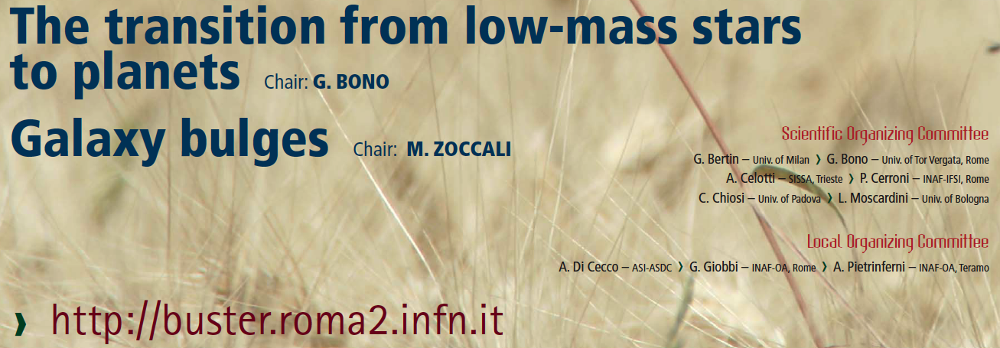 The transition from low-mass stars
to planets Chair: G. BONO
Galaxy bulges Chair: M. ZOCCALI
Scientific Organizing Committee
G. Bertin – Univ. of Milan ❯ G. Bono – Univ. of Tor Vergata, Rome
A. Celotti – SISSA, Trieste ❯ P. Cerroni – INAF-IFSI, Rome
C. Chiosi – Univ. of Padova ❯ L. Moscardini – Univ. of Bologna
Local Organizing Committee
A. Di Cecco – ASI-ASDC ❯ G. Giobbi – INAF-OA, Rome ❯ A. Pietrinferni – INAF-OA, Teramo
❯ http://buster.roma2.infn.it